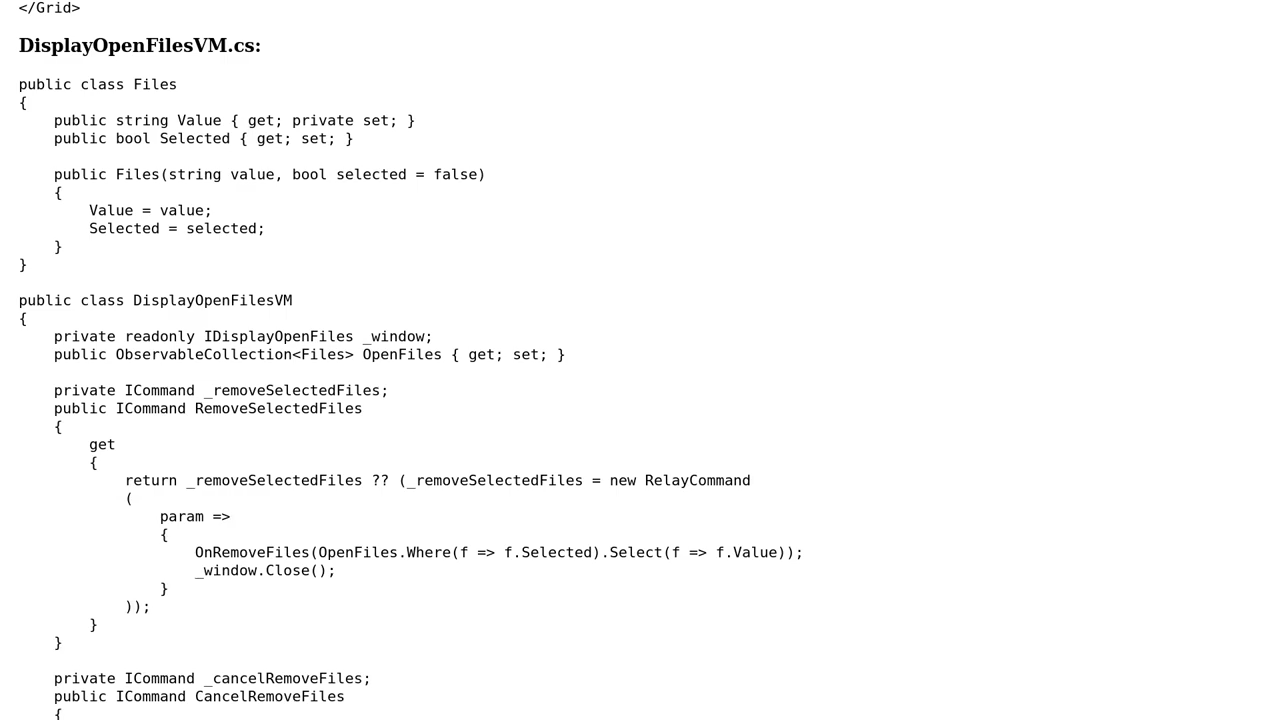 </Grid>
DisplayOpenFilesVM.cs:
public class Files
{
    public string Value { get; private set; }
    public bool Selected { get; set; }

    public Files(string value, bool selected = false)
    {
        Value = value;
        Selected = selected;
    }
}

public class DisplayOpenFilesVM
{
    private readonly IDisplayOpenFiles _window;
    public ObservableCollection<Files> OpenFiles { get; set; }

    private ICommand _removeSelectedFiles;
    public ICommand RemoveSelectedFiles
    {
        get
        {
            return _removeSelectedFiles ?? (_removeSelectedFiles = new RelayCommand
            (
                param =>
                {
                    OnRemoveFiles(OpenFiles.Where(f => f.Selected).Select(f => f.Value));
                    _window.Close();
                }
            ));
        }
    }

    private ICommand _cancelRemoveFiles;
    public ICommand CancelRemoveFiles
    {